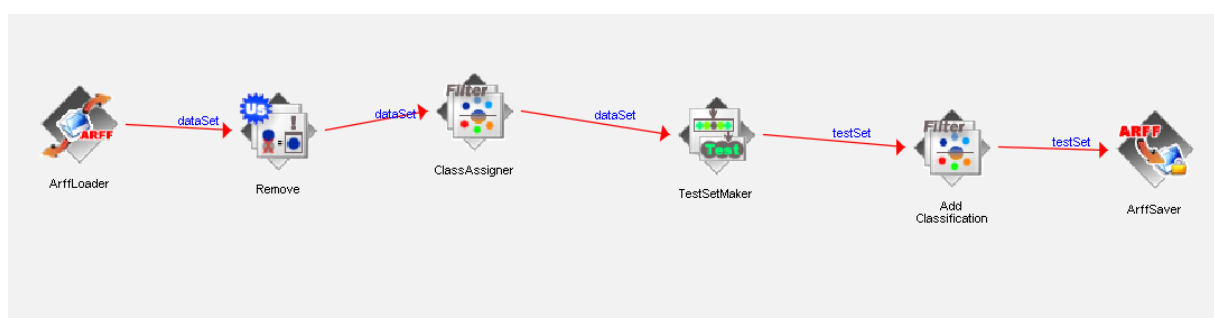 Filter
Us
!
ARFF
dataSet
dataSet
dataSet
testSet
testSet
Filter
ARFF
Test
ArffLoader
Remove
ClassAssigner
TestSetMaker
Add
Classification
ArffSaver